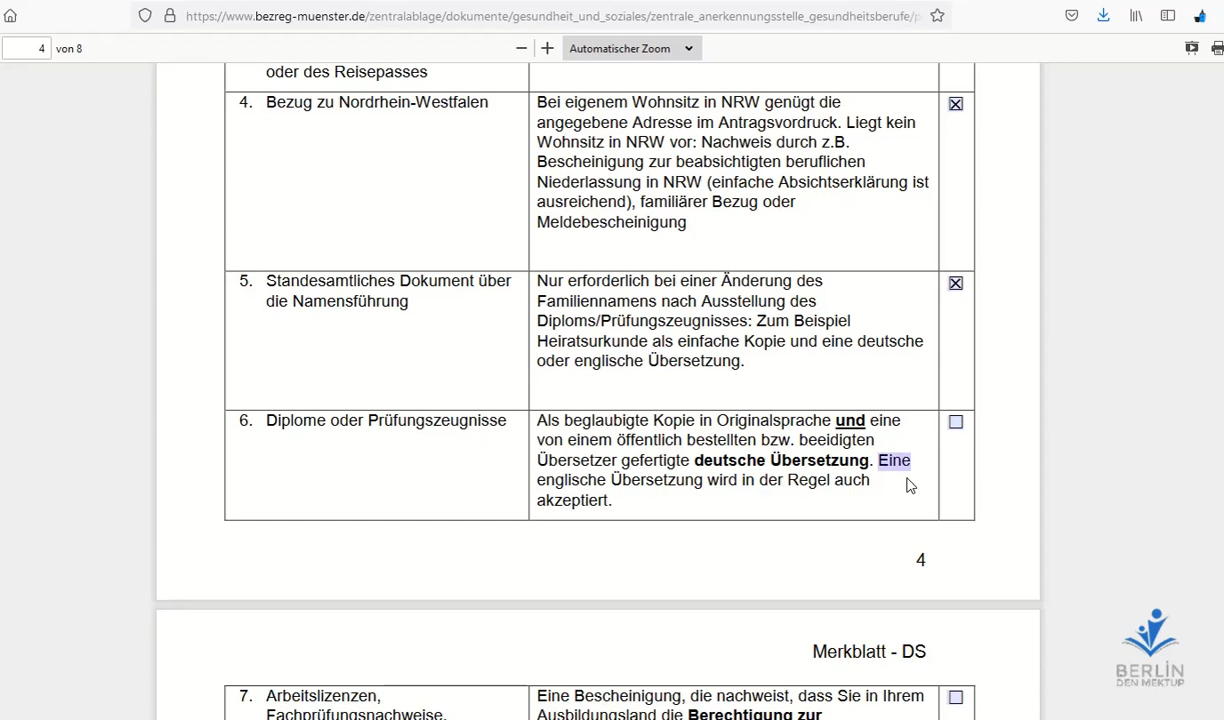 https://www.bezreg-muenster.de/zentralablage/dokumente/gesundheit_und_soziales/zentrale_anerkennungsstelle_gesundheitsberufe/
4 von 8
Automatischer Zoom
oder des Reisepasses
4. Bezug zu Nordrhein-Westfalen
Bei eigenem Wohnsitz in NRW genügt die
angegebene Adresse im Antragsvordruck. Liegt kein
Wohnsitz in NRW vor: Nachweis durch z.B.
Bescheinigung zur beabsichtigten beruflichen
Niederlassung in NRW (einfache Absichtserklärung ist
ausreichend), familiärer Bezug oder
Meldebescheinigung
5. Standesamtliches Dokument über
die Namensführung
Nur erforderlich bei einer Änderung des
Familiennamens nach Ausstellung des
Diploms/Prüfungszeugnisses: Zum Beispiel
Heiratsurkunde als einfache Kopie und eine deutsche
oder englische Übersetzung.
6. Diplome oder Prüfungszeugnisse
Als beglaubigte Kopie in Originalsprache und eine
von einem öffentlich bestellten bzw. beeidigten
Übersetzer gefertigte deutsche Übersetzung. Eine
englische Übersetzung wird in der Regel auch
akzeptiert.
4
Merkblatt - DS
7. Arbeitslizenzen,
Fachprüfungsnachweise,
Eine Bescheinigung, die nachweist, dass Sie in Ihrem
Ausbildungsland die Berechtigung zur
BERLİN
DEN MEKTUP